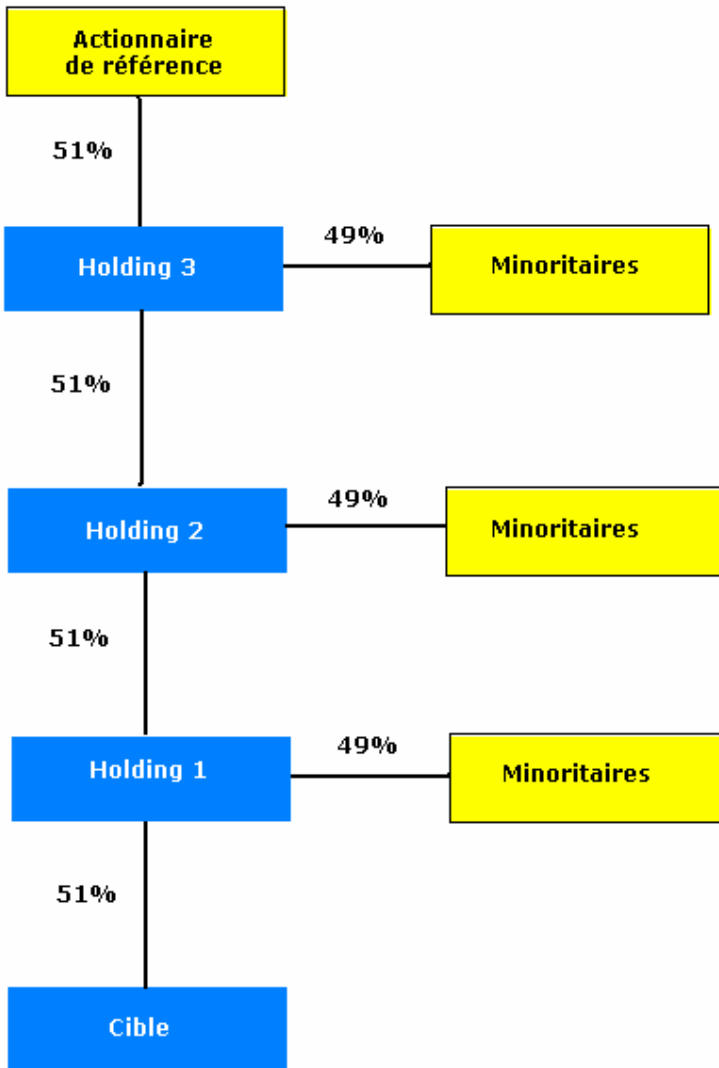 Actionnaire
de référence
51%
49%
Holding 3
Minoritaires
51%
49%
Holding 2
Minoritaires
51%
49%
Holding 1
Minoritaires
51%
Cible